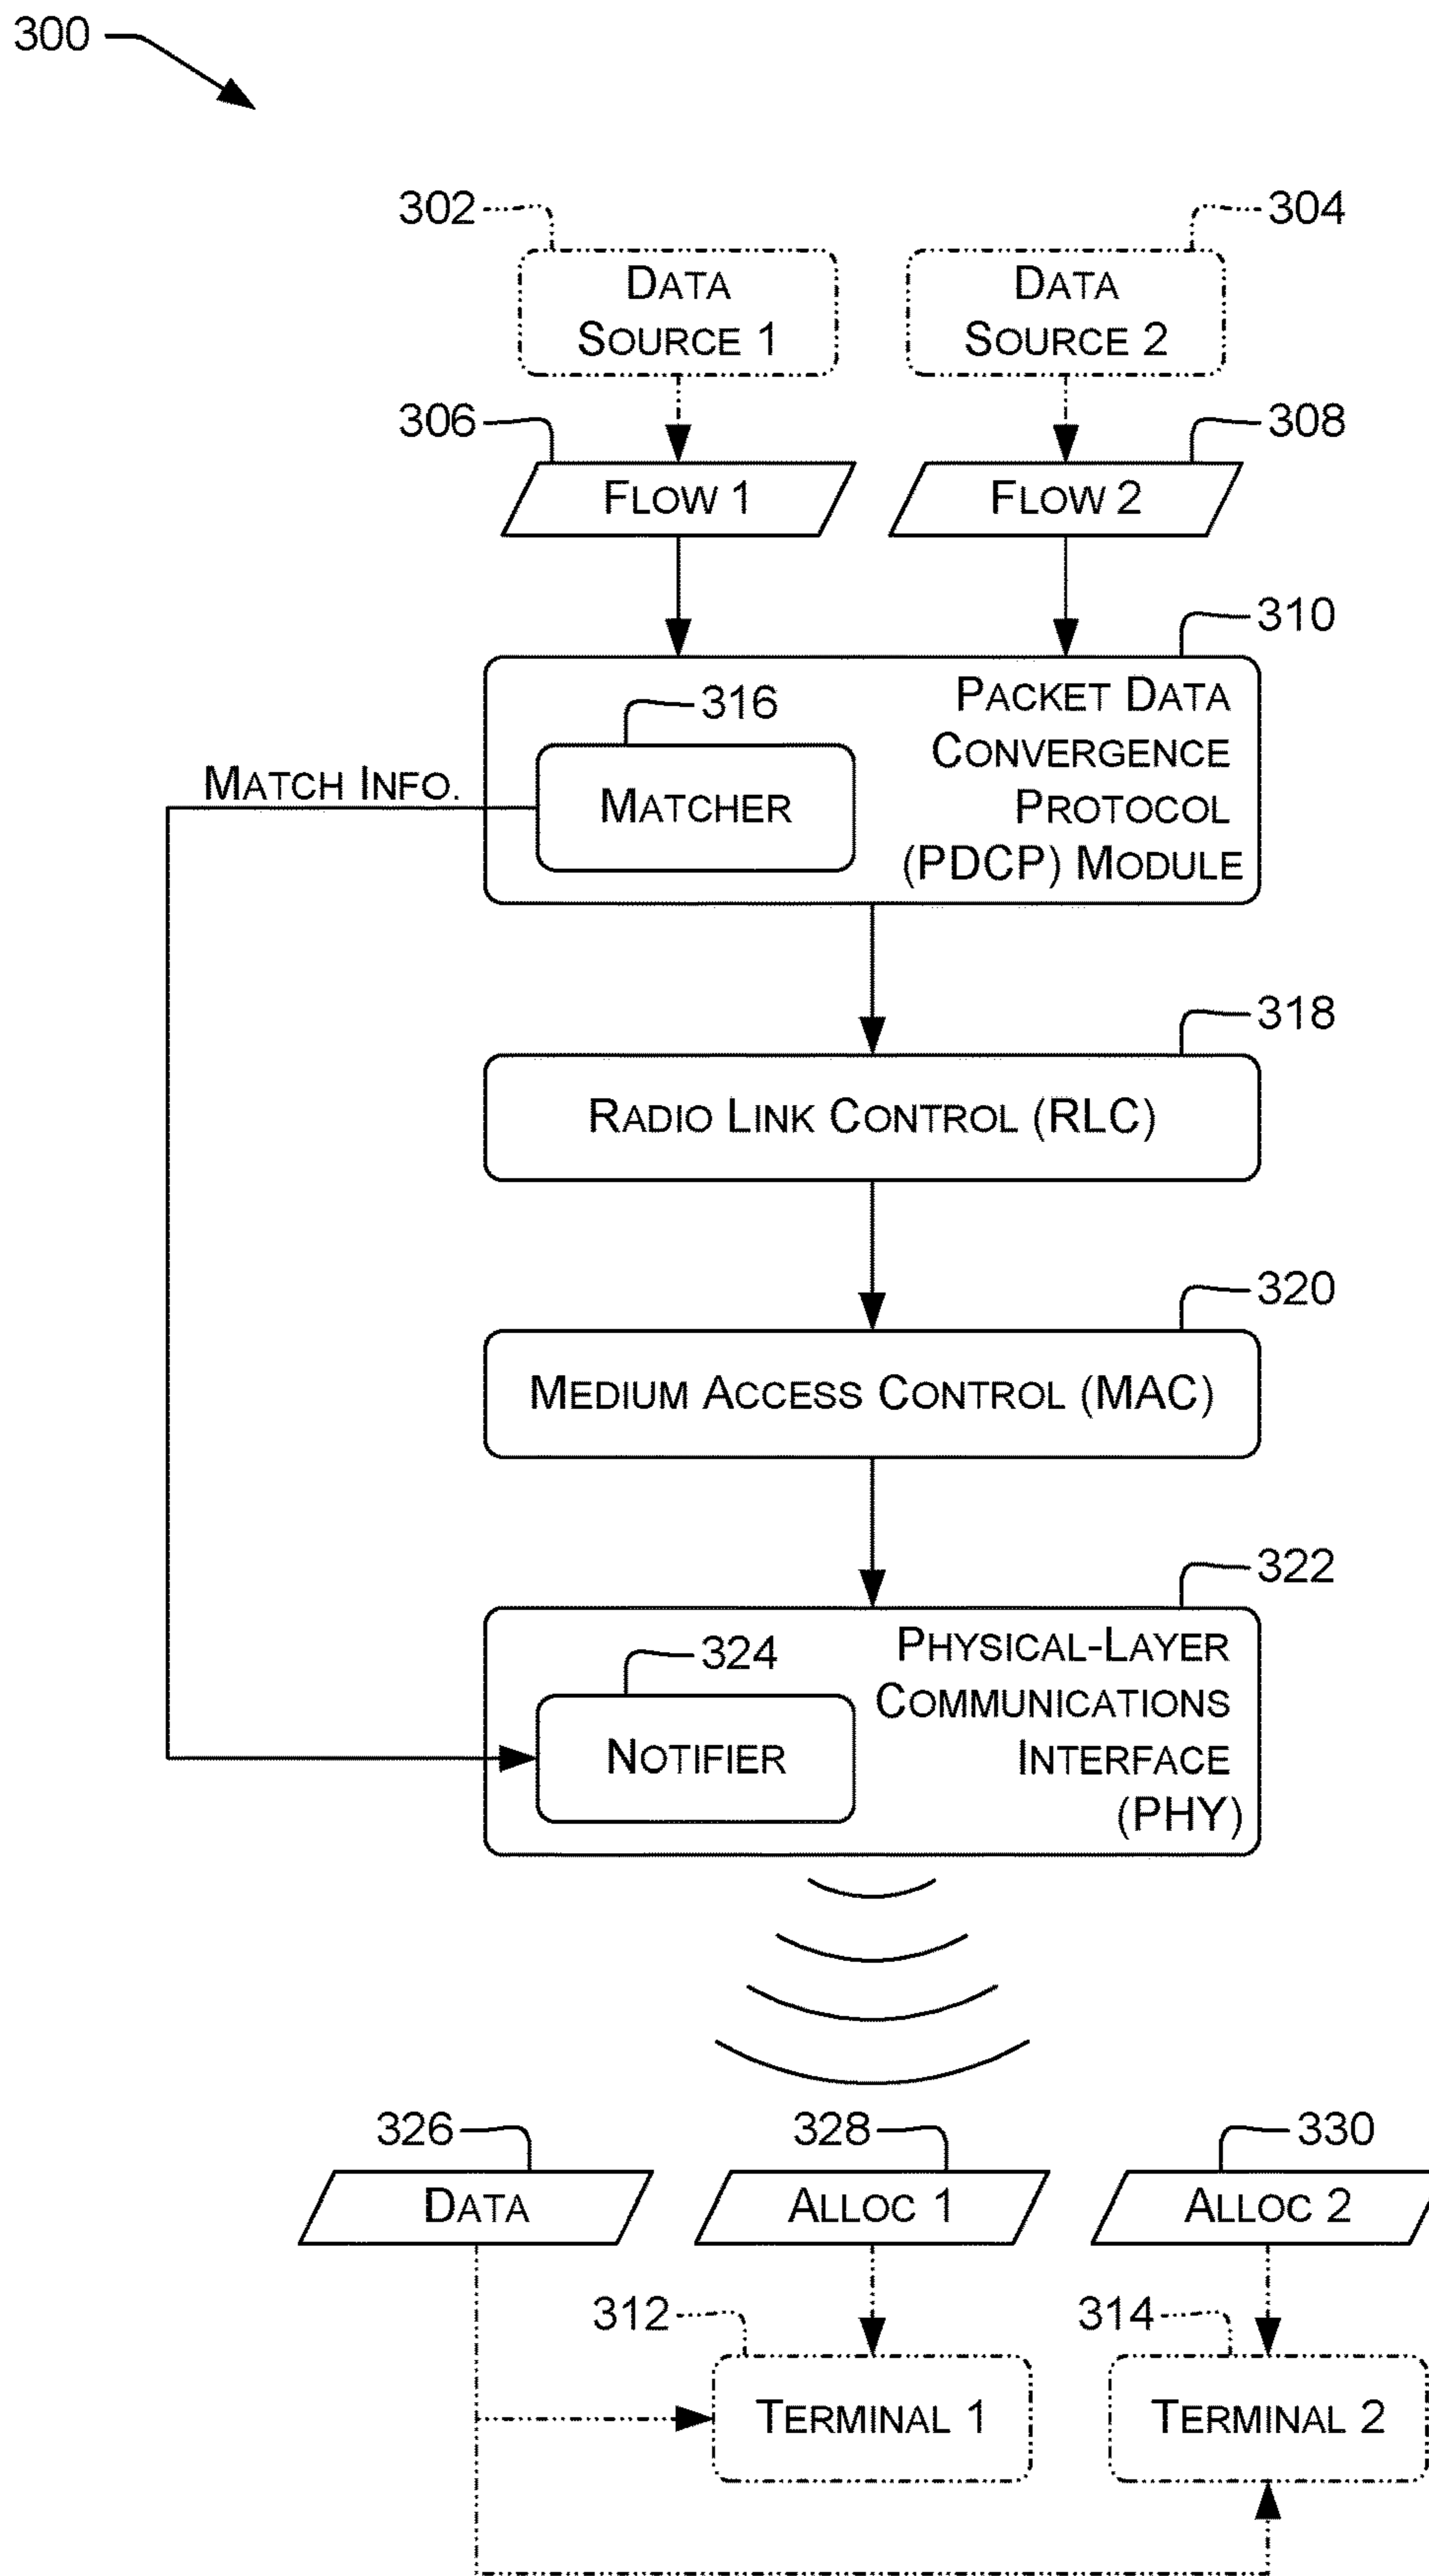 300
302
304
DATA
SOURCE 1
DATA
SOURCE 2
306
308
FLOW 1
FLOW 2
310
316
PACKET DATA
CONVERGENCE
PROTOCOL
(PDCP) MODULE
MATCH INFO.
MATCHER
318
RADIO LINK CONTROL (RLC)
320
MEDIUM ACCESS CONTROL (MAC)
322
324
PHYSICAL-LAYER
COMMUNICATIONS
INTERFACE
(PHY)
NOTIFIER
326
328
330
DATA
ALLOC 1
ALLOC 2
312
314
TERMINAL 1
TERMINAL 2